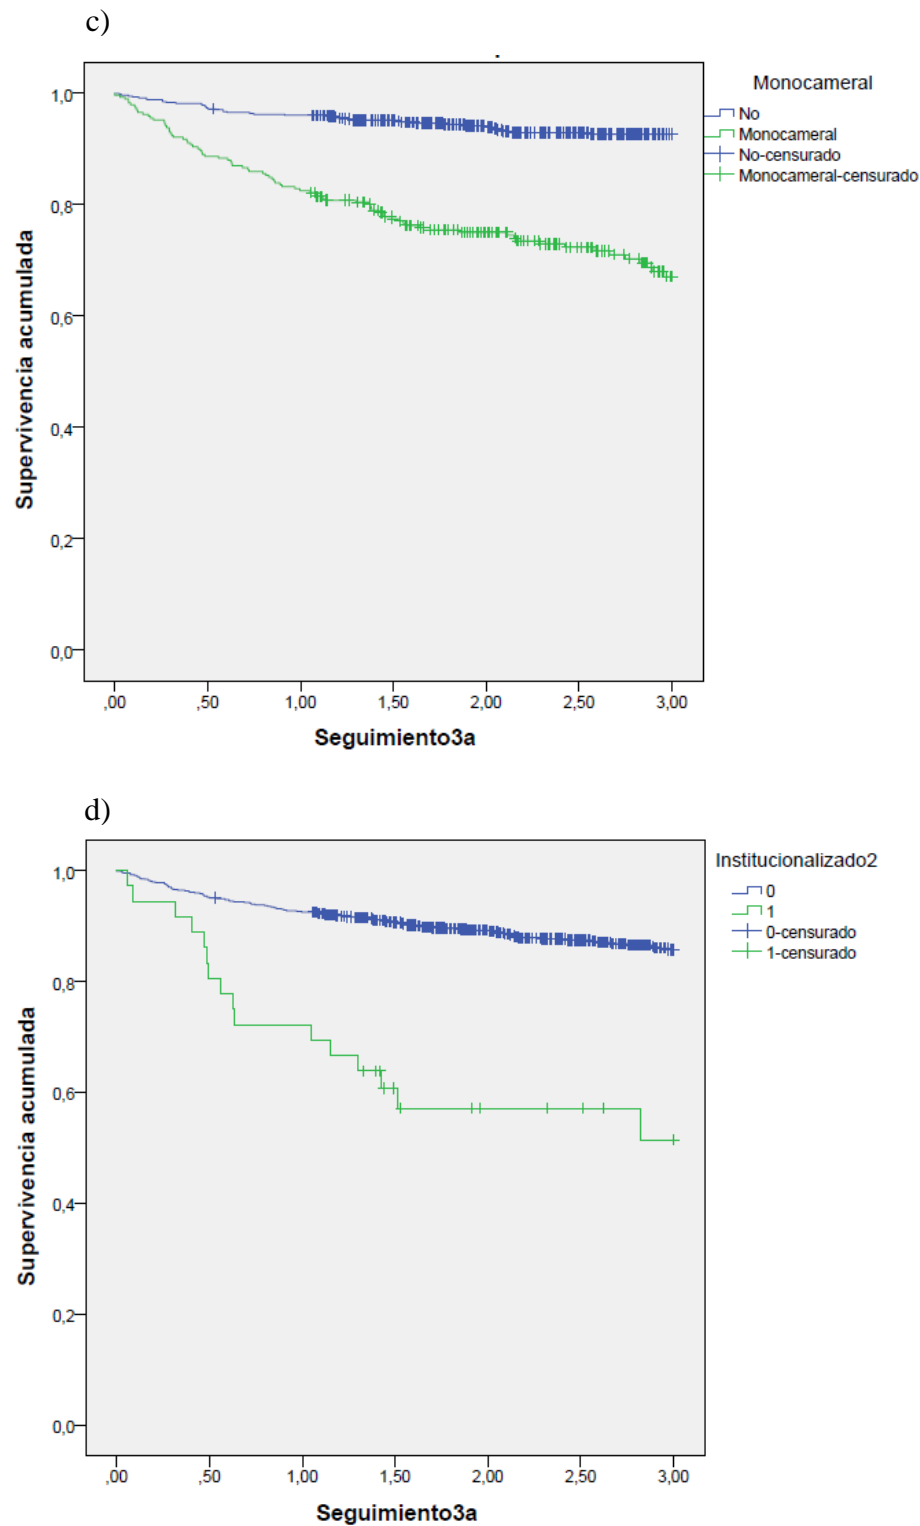 c)
Monocameral
No
Monocameral
No-censurado
Monocameral-censurado
1,0
0,8
0,6
0,4
0,2
0,0
Supervivencia acumulada
,00 ,50 1,00 1,50 2,00 2,50 3,00
Seguimiento3a
d)
Institucionalizado2
0
1
0-censurado
1-censurado
1,0
0,8
0,6
0,4
0,2
0,0
Supervivencia acumulada
,00 ,50 1,00 1,50 2,00 2,50 3,00
Seguimiento3a